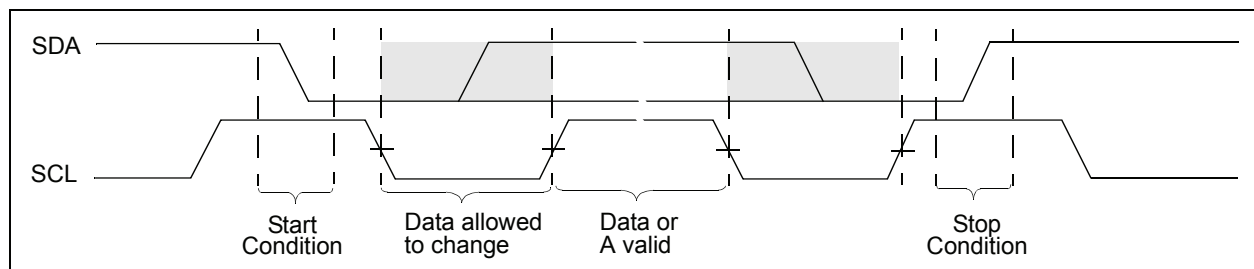 SDA
SCL
Start
Condition
Data allowed
to change
Data or
A valid
Stop
Condition